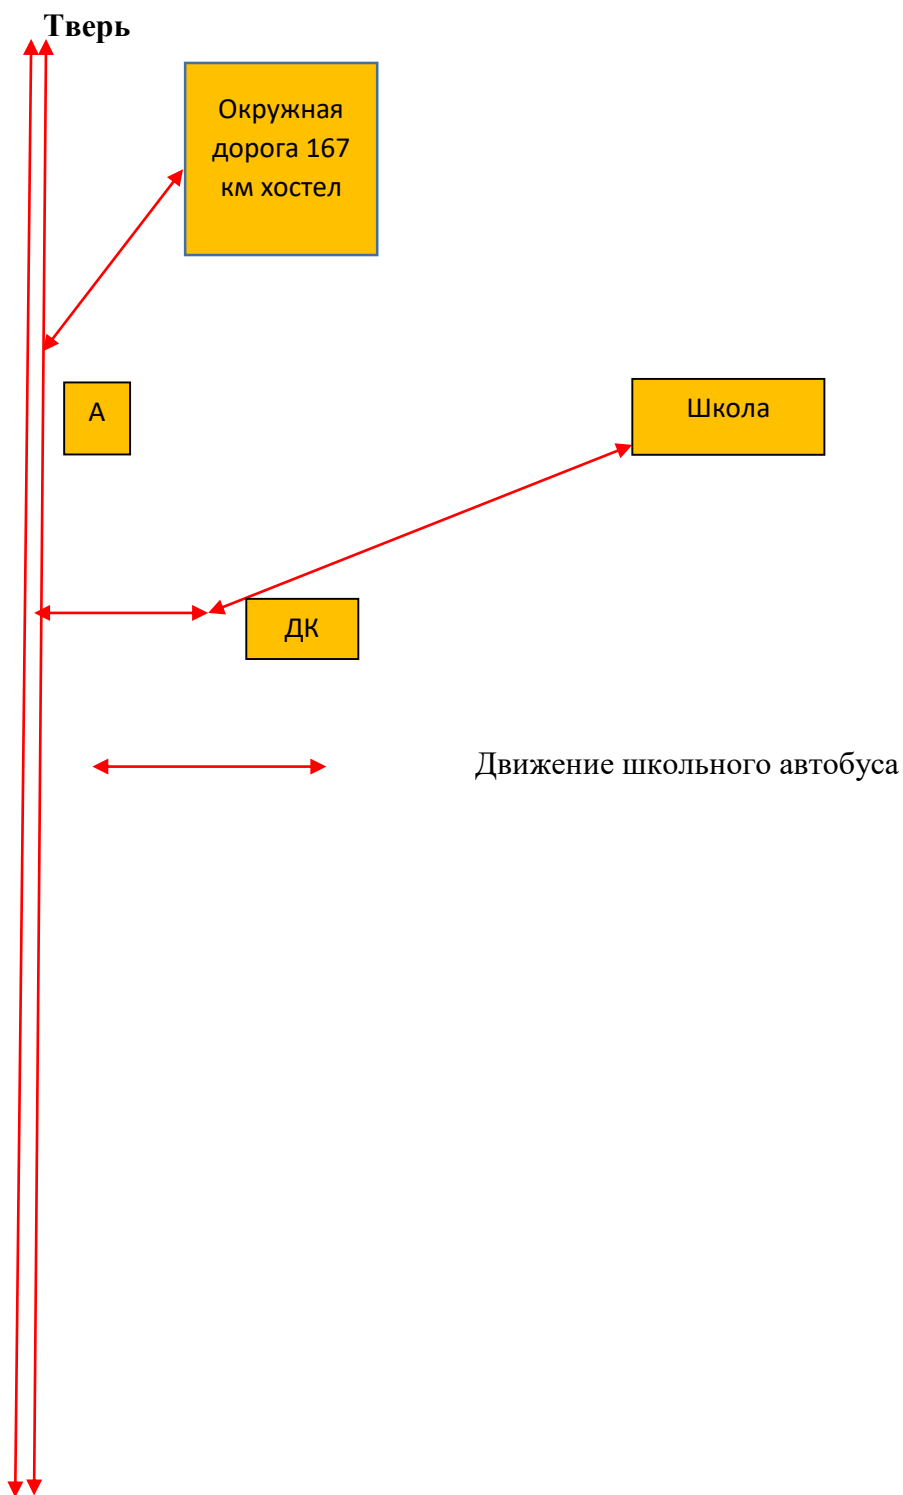 Тверь
Окружная
дорога 167
км хостел
А
Школа
ДК
Движение школьного автобуса